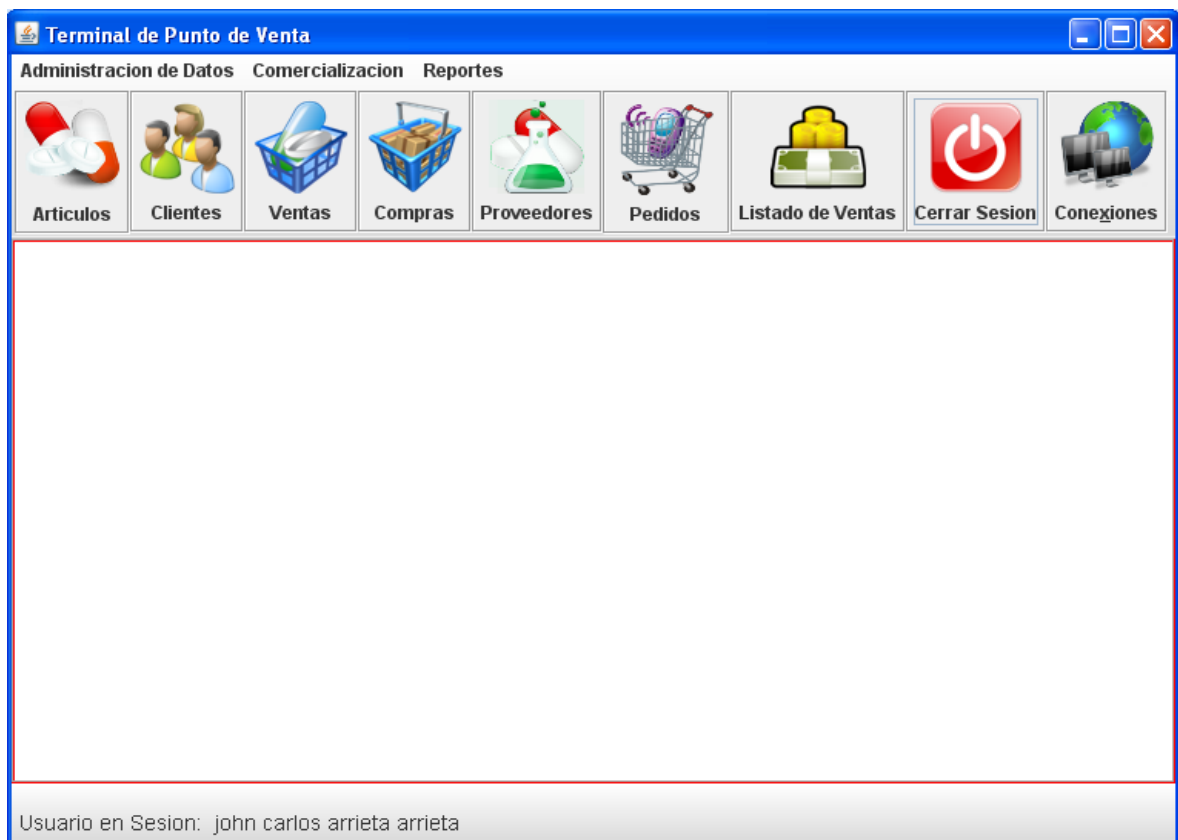 Terminal de Punto de Venta
Administracion de Datos Comercializacion Reportes
Articulos Clientes Ventas Compras Proveedores Pedidos Listado de Ventas Cerrar Sesion Conexiones
Usuario en Sesion: john carlos arrieta arrieta